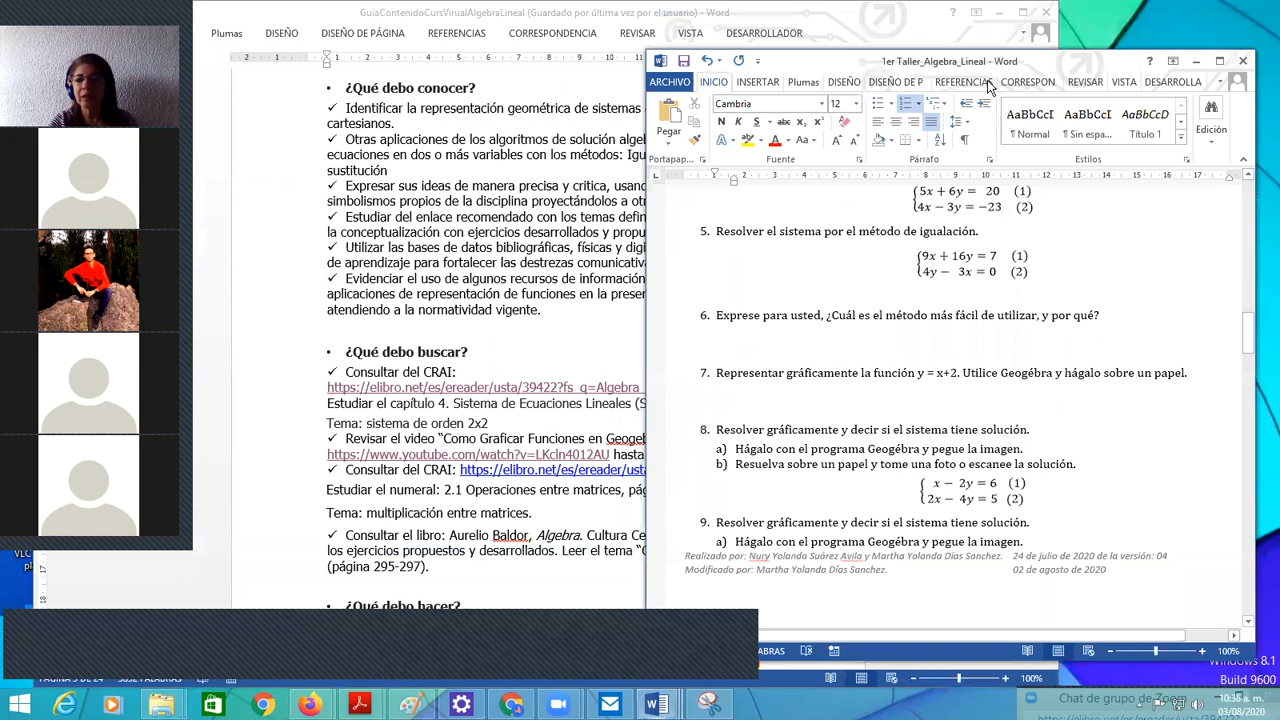 GuiaContenidoCursVirualAlgebraLineal (Guardado por última vez por el usuario) - Word
Plumas DISEÑO DISEÑO DE PÁGINA REFERENCIAS CORRESPONDENCIA REVISAR VISTA DESARROLLADOR
• ¿Qué debo conocer?
✓ Identificar la representación geométrica de sistemas
cartesianos.
✓ Otras aplicaciones de los algoritmos de solución
ecuaciones en dos o más variables con los métodos:
sustitución
✓ Expresar sus ideas de manera precisa y critica,
simbolismos propios de la disciplina proyectándolos a
✓ Estudiar del enlace recomendado con los temas
la conceptualización con ejercicios desarrollados y
✓ Utilizar las bases de datos bibliográficas, físicas y
de aprendizaje para fortalecer las destrezas
✓ Evidenciar el uso de algunos recursos de información
aplicaciones de representación de funciones en la
atendiendo a la normatividad vigente.
• ¿Qué debo buscar?
✓ Consultar del CRAI:
https://elibro.net/es/ereader/usta/39422?fs_q=Algebra_
Estudiar el capítulo 4. Sistema de Ecuaciones Lineales (S
Tema: sistema de orden 2x2
✓ Revisar el video “Como Graficar Funciones en
https://www.youtube.com/watch?v=LKcln4012AU hasta
✓ Consultar del CRAI: https://elibro.net/es/ereader/usta
Estudiar el numeral: 2.1 Operaciones entre matrices,
Tema: multiplicación entre matrices.
✓ Consultar el libro: Aurelio Baldor, Algebra. Cultura
los ejercicios propuestos y desarrollados. Leer el tema
(página 295-297).
• ¿Qué debo hacer?
1er Taller_Algebra_Lineal - Word
ARCHIVO INICIO INSERTAR Plumas DISEÑO DISEÑO DE P REFERENCIAS CORRESPON REVISAR VISTA DESARROLLA
Cambria 12
Pegar
N K S abc x₂ x²
AaBbCcI AaBbCcI AaBbCcD
¶ Normal ¶ Sin espa... Título 1
Edición
Portapap... Fuente Párrafo Estilos
5x + 6y = 20 (1)
4x − 3y = −23 (2)
5. Resolver el sistema por el método de igualación.
9x + 16y = 7 (1)
4y − 3x = 0 (2)
6. Exprese para usted, ¿Cuál es el método más fácil de utilizar, y por qué?
7. Representar gráficamente la función y = x+2. Utilice Geogébra y hágalo sobre un papel.
8. Resolver gráficamente y decir si el sistema tiene solución.
a) Hágalo con el programa Geogébra y pegue la imagen.
b) Resuelva sobre un papel y tome una foto o escanee la solución.
x − 2y = 6 (1)
2x − 4y = 5 (2)
9. Resolver gráficamente y decir si el sistema tiene solución.
a) Hágalo con el programa Geogébra y pegue la imagen.
Realizado por: Nury Yolanda Suárez Avila y Martha Yolanda Días Sanchez. 24 de julio de 2020 de la versión: 04
Modificado por: Martha Yolanda Días Sanchez. 02 de agosto de 2020
100%
100%
Windows 8.1
Build 9600
Chat de grupo de Zoom
10:36 a. m.
03/08/2020